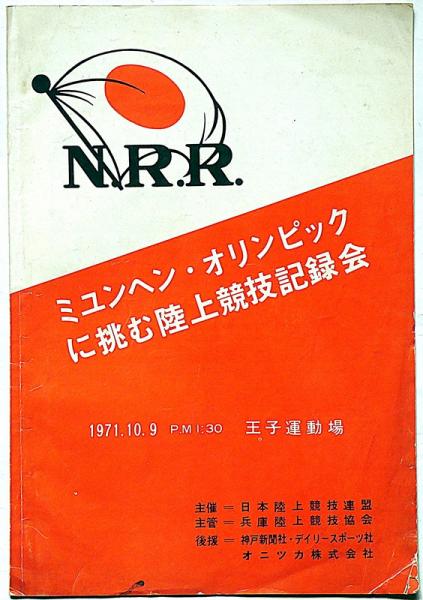 N.R.R.
ミュンヘン・オリンピック
に挑む陸上競技記録会
1971.10.9 P.M 1:30 王子運動場
主催＝日本陸上競技連盟
主管＝兵庫陸上競技協会
後援＝神戸新聞社・デイリースポーツ社
オニツカ株式会社